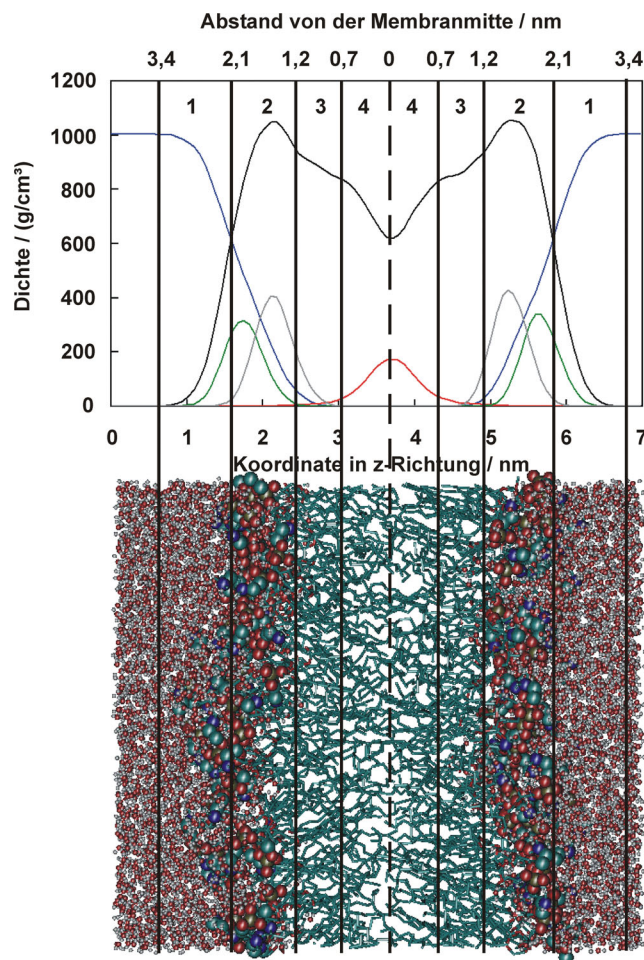 Abstand von der Membranmitte / nm
3,4 2,1 1,2 0,7 0 0,7 1,2 2,1 3,4
1200
1 2 3 4 4 3 2 1
1000
800
600
400
200
0
Dichte / (g/cm³)
0 1 2 3 4 5 6 7
Koordinate in z-Richtung / nm